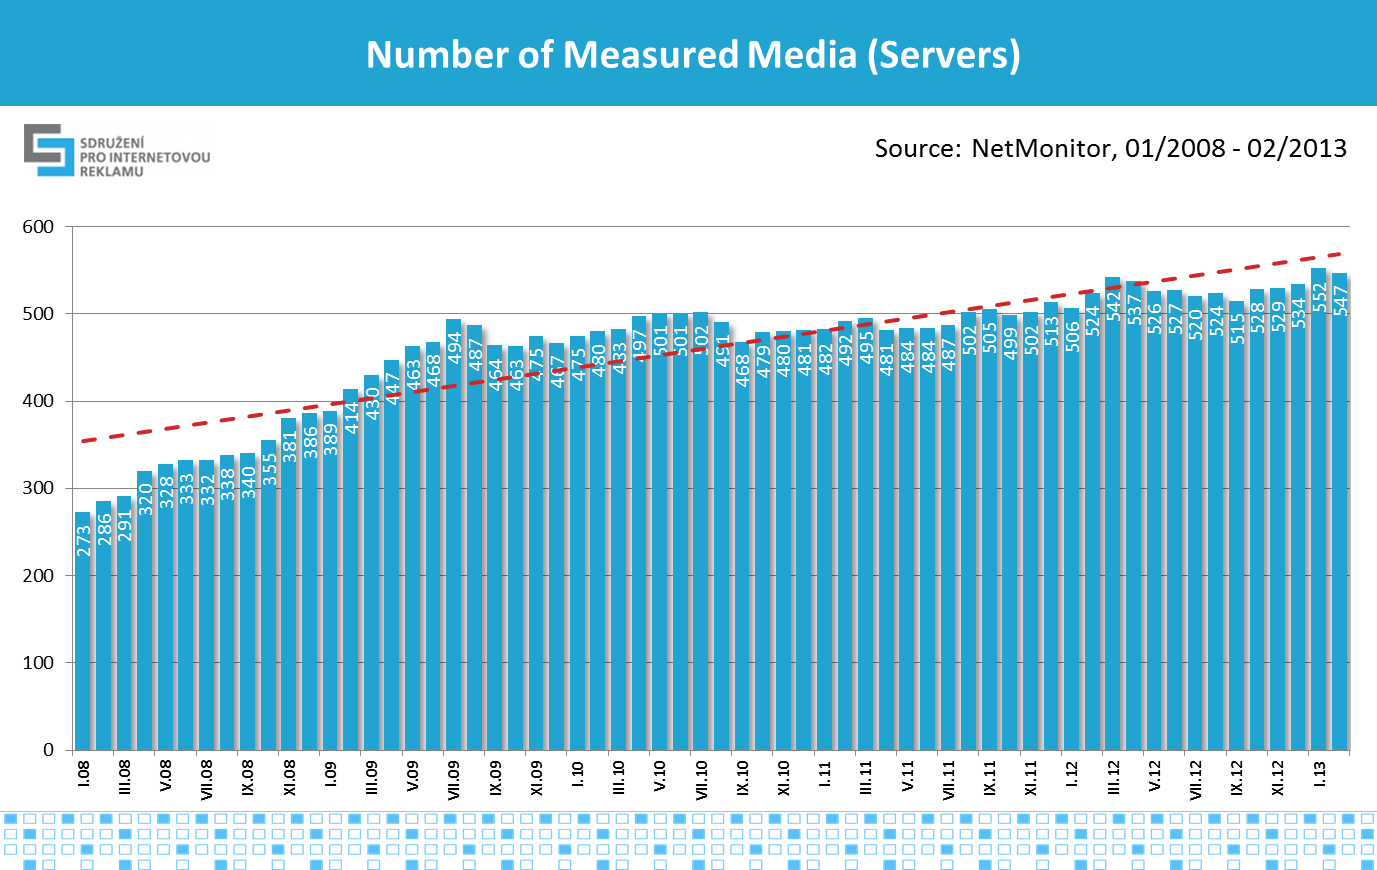 Number of Measured Media (Servers)
SDRUŽENÍ
PRO INTERNETOVOU
REKLAMU
Source: NetMonitor, 01/2008 - 02/2013
600
500
400
300
200
100
0
273 286 291 320 328 333 332 338 340 355 381 386 389 414 430 447 463 468 494 487 464 463 475 467 475 480 483 497 501 501 502 491 468 479 480 481 482 492 495 481 484 484 487 502 505 499 502 513 506 524 542 537 526 527 520 524 515 528 529 534 552 547
I.08 III.08 V.08 VII.08 IX.08 XI.08 I.09 III.09 V.09 VII.09 IX.09 XI.09 I.10 III.10 V.10 VII.10 IX.10 XI.10 I.11 III.11 V.11 VII.11 IX.11 XI.11 I.12 III.12 V.12 VII.12 IX.12 XI.12 I.13